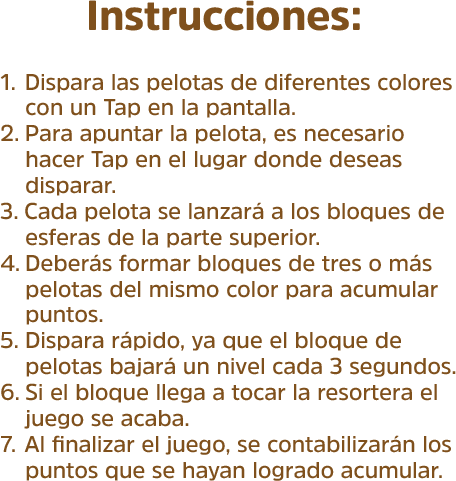 Instrucciones:
1. Dispara las pelotas de diferentes colores
con un Tap en la pantalla.
2. Para apuntar la pelota, es necesario
hacer Tap en el lugar donde deseas
disparar.
3. Cada pelota se lanzará a los bloques de
esferas de la parte superior.
4. Deberás formar bloques de tres o más
pelotas del mismo color para acumular
puntos.
5. Dispara rápido, ya que el bloque de
pelotas bajará un nivel cada 3 segundos.
6. Si el bloque llega a tocar la resortera el
juego se acaba.
7. Al finalizar el juego, se contabilizarán los
puntos que se hayan logrado acumular.